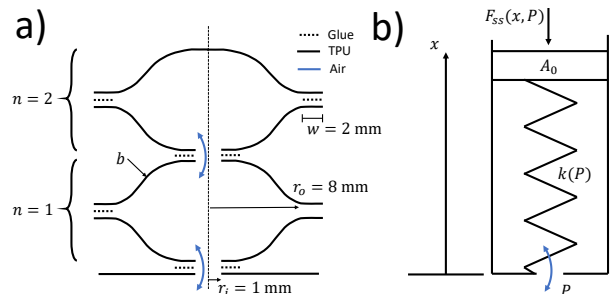 a)
Glue
TPU
Air
n = 2
w = 2 mm
b
n = 1
r_o = 8 mm
r_i = 1 mm
b)
F_ss(x, P)
x
A_0
k(P)
P